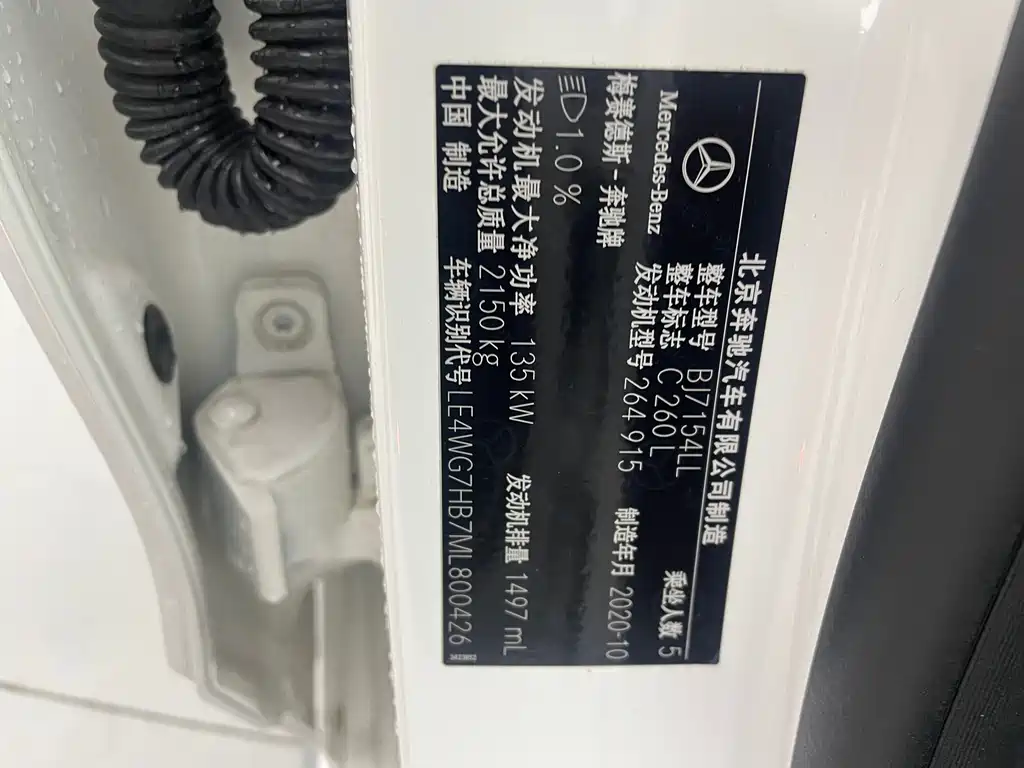 北京奔驰汽车有限公司制造
Mercedes-Benz
整车型号 BJ7154LL 乘坐人数 5
整车标志 C 260 L
梅赛德斯-奔驰牌 发动机型号 264 915 制造年月 2020-10
1.0 %
发动机最大净功率 135 kW 发动机排量 1497 mL
最大允许总质量 2150 kg
中国 制造 车辆识别代号 LE4WG7HB7ML800426